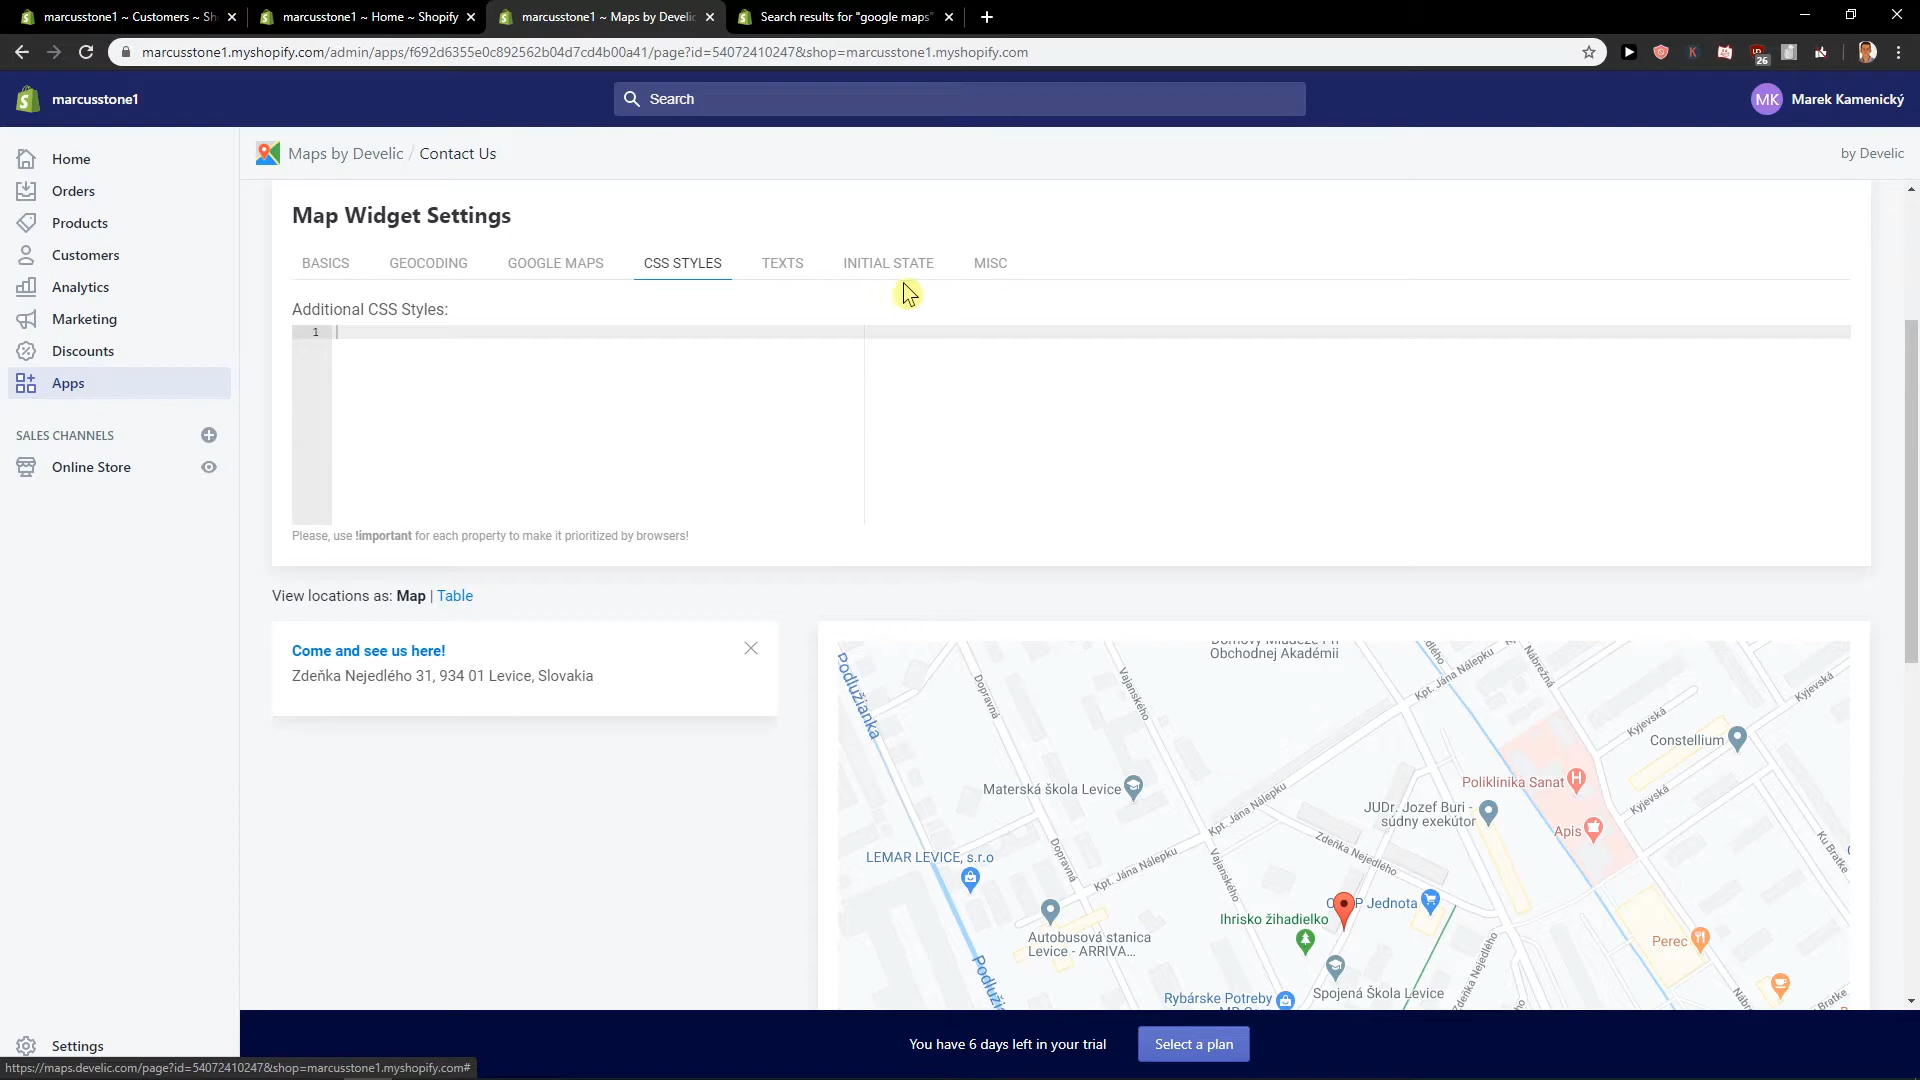 marcusstone1 ~ Customers ~ Sh
marcusstone1 ~ Home ~ Shopify
marcusstone1 ~ Maps by Develic
Search results for "google maps"
marcusstone1.myshopify.com/admin/apps/f692d6355e0c892562b04d7cd4b00a41/page?id=54072410247&shop=marcusstone1.myshopify.com
26
marcusstone1
Search
MK
Marek Kamenický
Home
Orders
Products
Customers
Analytics
Marketing
Discounts
Apps
SALES CHANNELS
Online Store
Settings
Maps by Develic / Contact Us
by Develic
Map Widget Settings
BASICS
GEOCODING
GOOGLE MAPS
CSS STYLES
TEXTS
INITIAL STATE
MISC
Additional CSS Styles:
1
Please, use !important for each property to make it prioritized by browsers!
View locations as: Map | Table
Come and see us here!
Zdeňka Nejedlého 31, 934 01 Levice, Slovakia
Obchodnej Akadémii
Podlužianka
Dopravná
Vajanského
Kpt. Jána Nálepku
Nábrežná
Kyjevská
Kyjevská
Constellium
Poliklinika Sanat
Materská škola Levice
Kpt. Jána Nálepku
JUDr. Jozef Buri -
súdny exekútor
Kyjevská
Apis
Zdeňka Nejedlého
Ku Bratke
LEMAR LEVICE, s.r.o
Dopravná
Kpt. Jána Nálepku
Vajanského
P Jednota
Ihrisko žihadielko
Autobusová stanica
Levice - ARRIVA...
Perec
Spojená Škola Levice
Zdeňka Nejedlého
Rybárske Potreby
You have 6 days left in your trial
Select a plan
https://maps.develic.com/page?id=54072410247&shop=marcusstone1.myshopify.com#